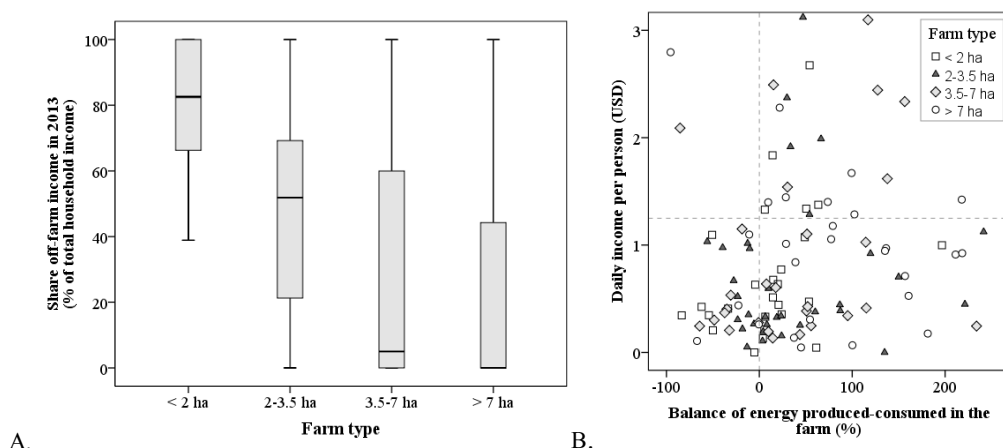 Share off-farm income in 2013
(% of total household income)
100
80
60
40
20
0
< 2 ha
2-3.5 ha
3.5-7 ha
> 7 ha
Farm type
A.
Daily income per person (USD)
3
2
1
0
Farm type
< 2 ha
2-3.5 ha
3.5-7 ha
> 7 ha
-100
0
100
200
Balance of energy produced-consumed in the
farm (%)
B.